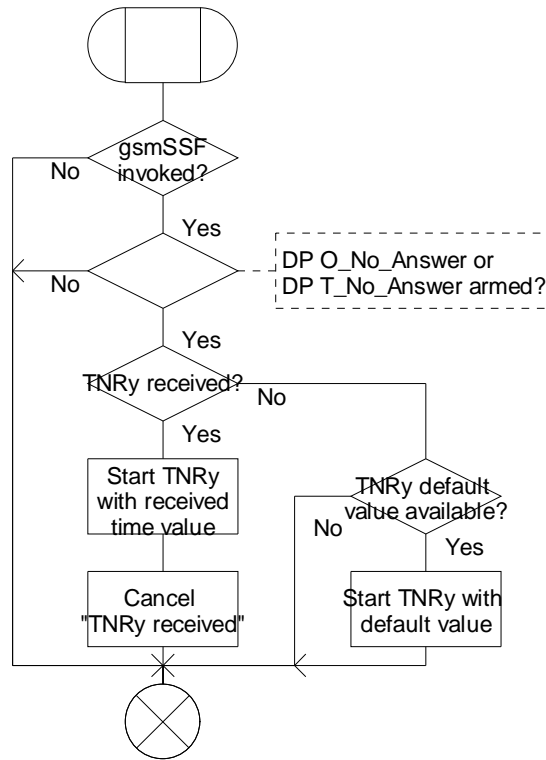 gsmSSF
invoked?
No
Yes
DP O_No_Answer or
DP T_No_Answer armed?
No
Yes
TNRy received?
No
Yes
Start TNRy
with received
time value
TNRy default
value available?
No
Yes
Cancel
"TNRy received"
Start TNRy with
default value